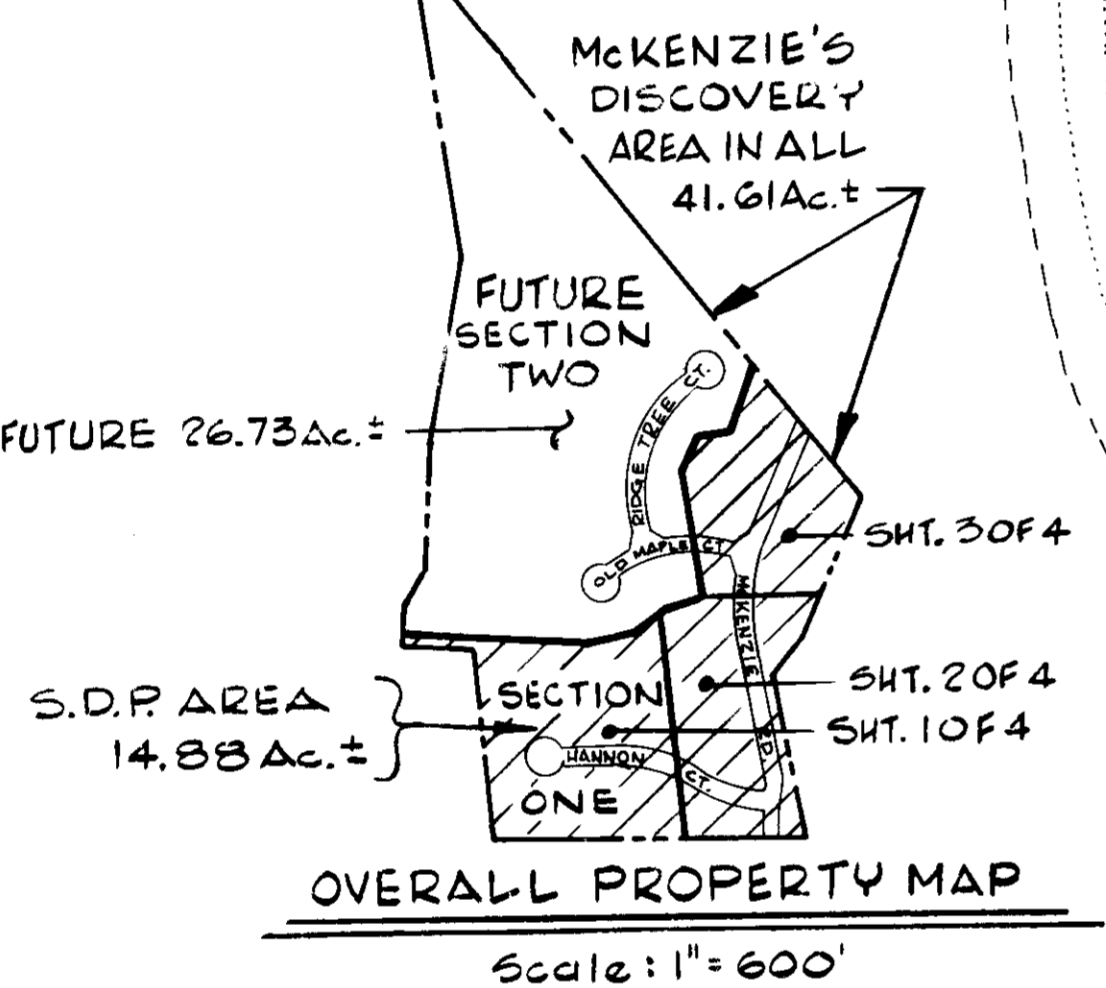 McKENZIE'S
DISCOVERY
AREA IN ALL
41.61Ac.±
FUTURE
SECTION
TWO
FUTURE 26.73Ac.±
RIDGE TREE CT.
OLD MAPLE CT
McKENZIE RD.
SHT. 3 OF 4
S.D.P. AREA
14.88 Ac.±
SECTION
ONE
SHT. 2 OF 4
SHT. 1 OF 4
HANNON CT.
OVERALL PROPERTY MAP
Scale : 1" = 600'